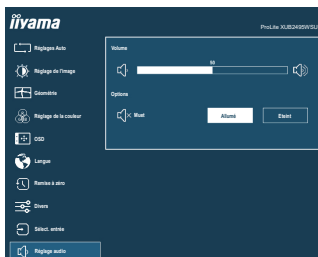 iiyama
ProLite XUB2495WSU
Réglages Auto
Réglage de l'image
Géométrie
Réglage de la couleur
OSD
Langue
Remise à zéro
Divers
Sélect. entrée
Réglage audio
Volume
50
Options
Muet
Allumé
Eteint